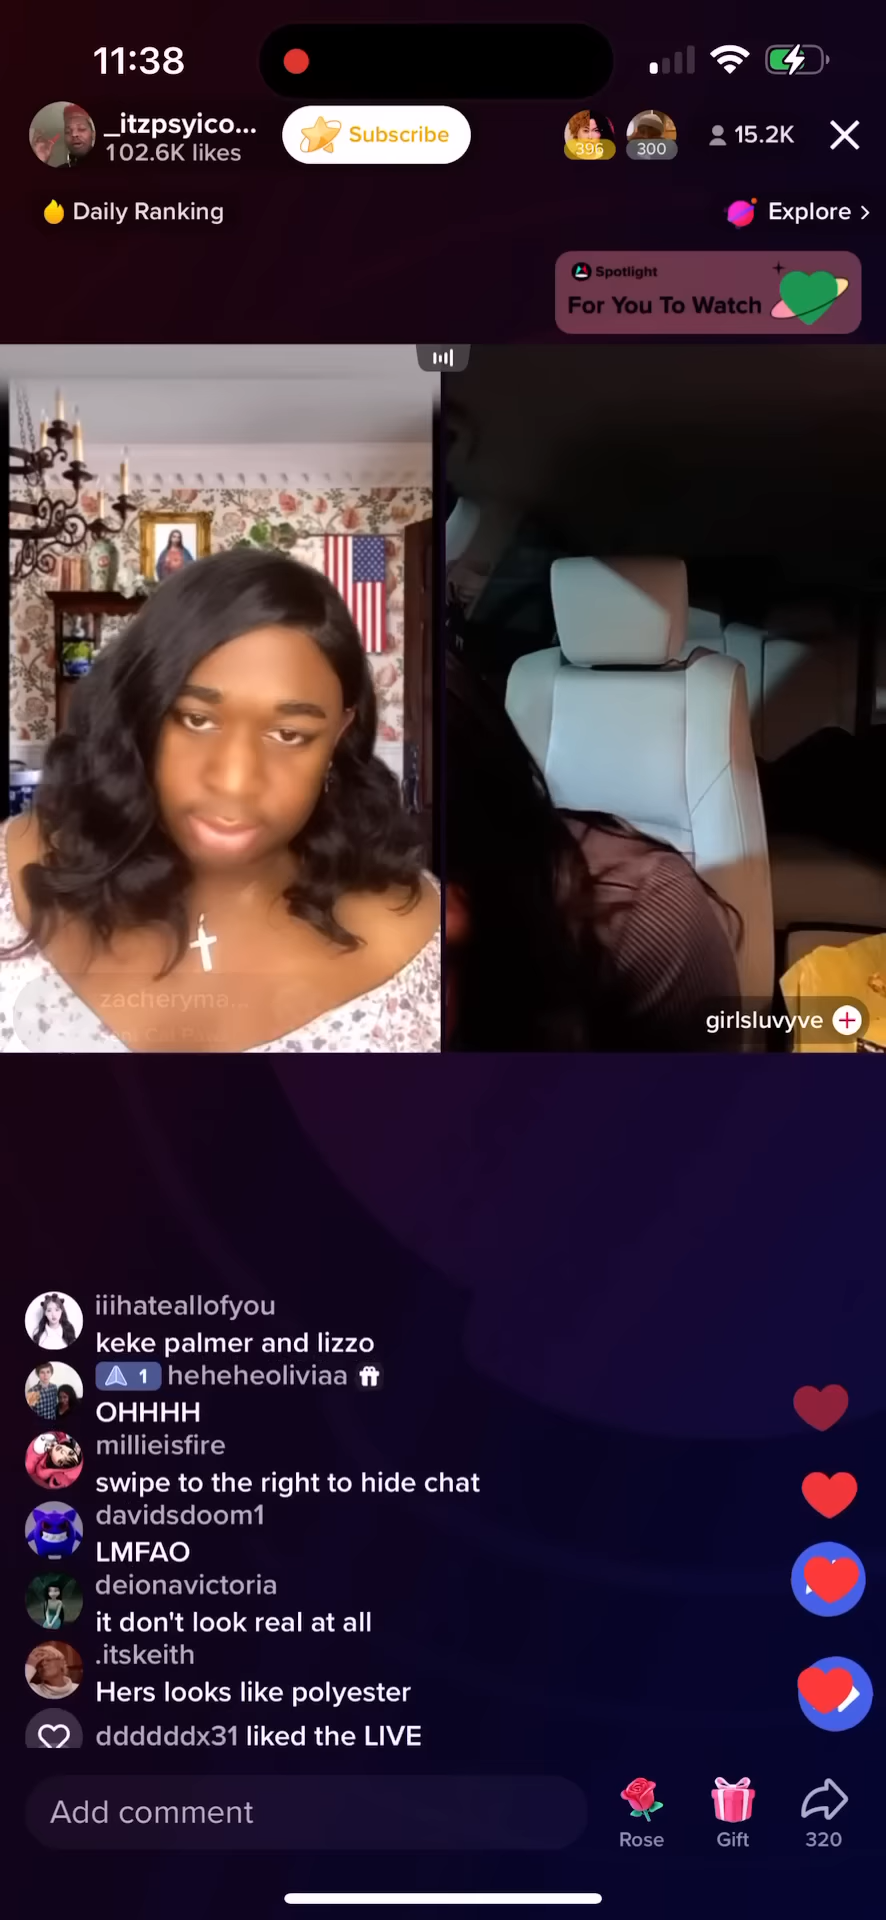 11:38
_itzpsyico...
102.6K likes
Subscribe
396
300
15.2K
Daily Ranking
Explore >
Spotlight
For You To Watch
zacheryma...
girlsluvyve
iiihateallofyou
keke palmer and lizzo
1 heheheoliviaa
OHHHH
millieisfire
swipe to the right to hide chat
davidsdoom1
LMFAO
deionavictoria
it don't look real at all
.itskeith
Hers looks like polyester
ddddddx31 liked the LIVE
Add comment
Rose
Gift
320